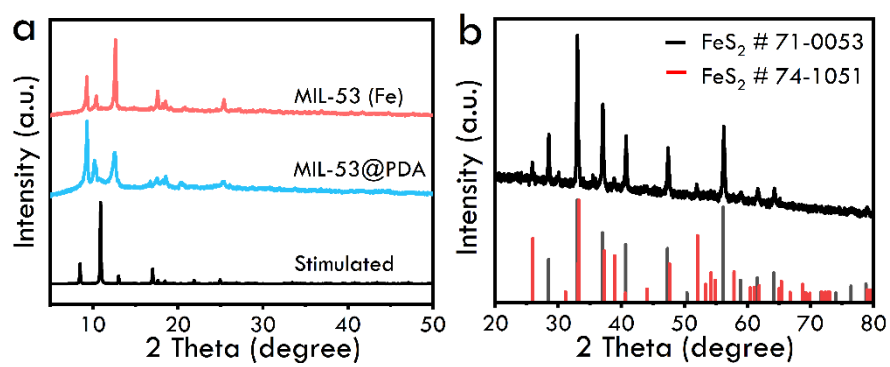 a
Intensity (a.u.)
MIL-53 (Fe)
MIL-53@PDA
Stimulated
10 20 30 40 50
2 Theta (degree)
b
Intensity (a.u.)
FeS₂ # 71-0053
FeS₂ # 74-1051
20 30 40 50 60 70 80
2 Theta (degree)